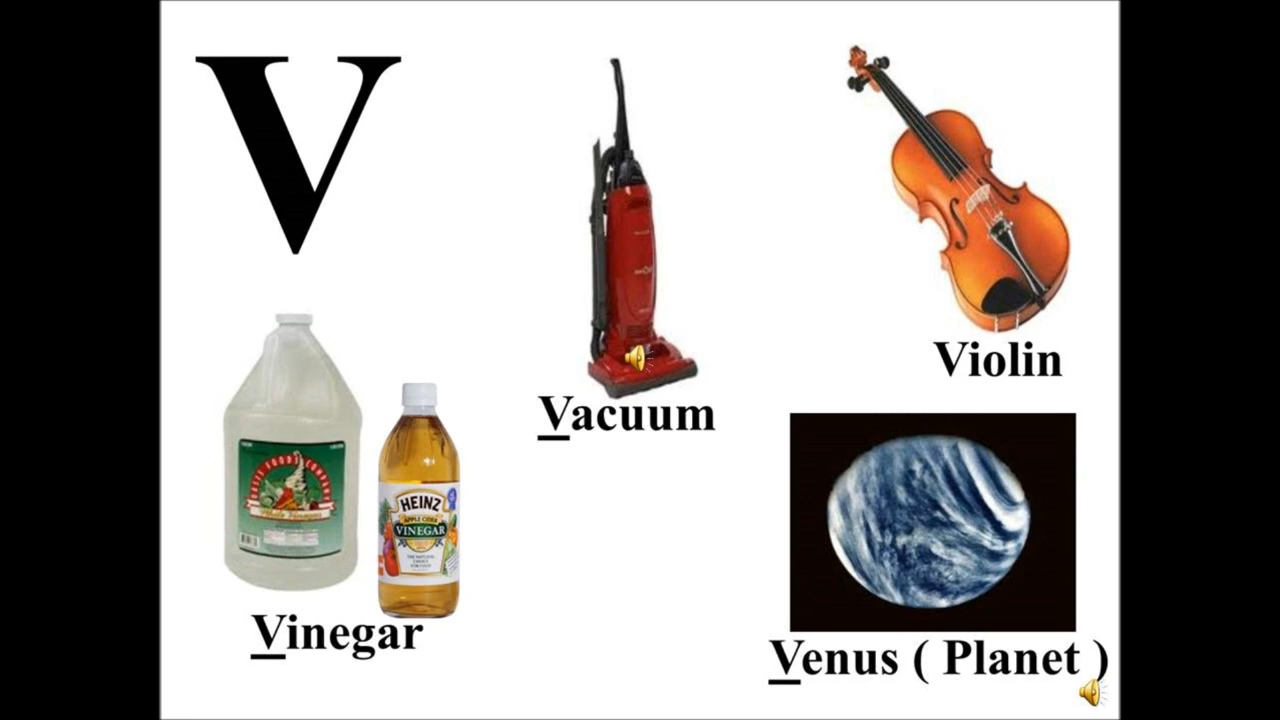 V
Vacuum
Violin
HEINZ
APPLE CIDER
VINEGAR
Vinegar
Venus ( Planet )